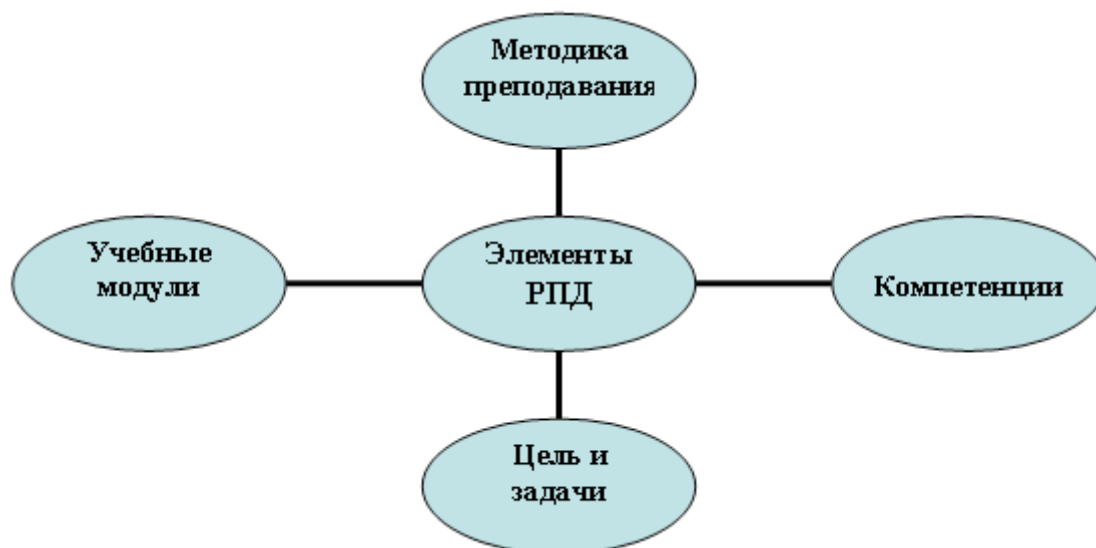 Методика
преподавания
Учебные
модули
Элементы
РПД
Компетенции
Цель и
задачи